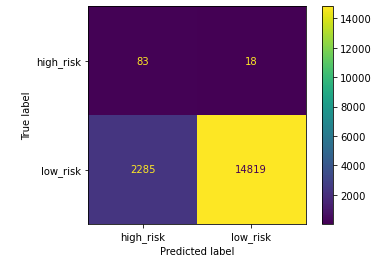 high_risk
83
18
True label
low_risk
2285
14819
high_risk
low_risk
Predicted label
14000
12000
10000
8000
6000
4000
2000